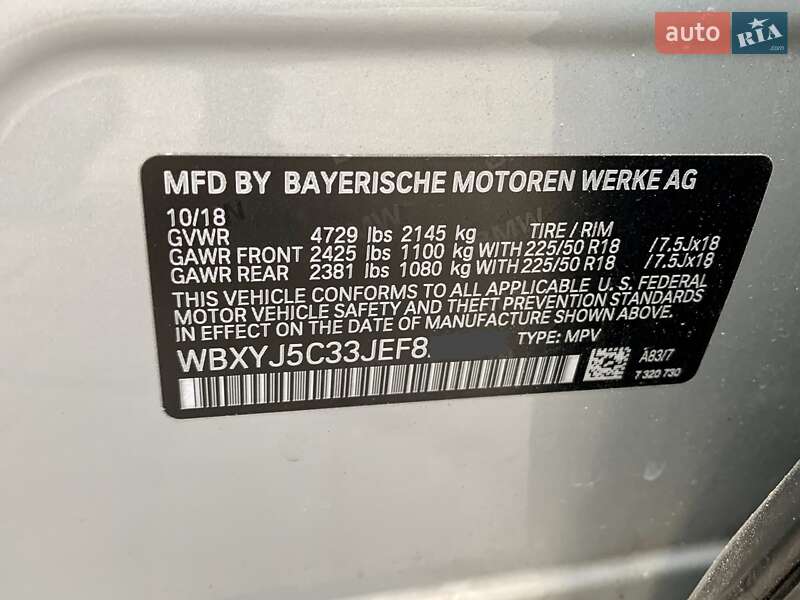 auto RIA.com
MFD BY BAYERISCHE MOTOREN WERKE AG
10/18
GVWR 4729 lbs 2145 kg TIRE / RIM
GAWR FRONT 2425 lbs 1100 kg WITH 225/50 R18 /7.5Jx18
GAWR REAR 2381 lbs 1080 kg WITH 225/50 R18 /7.5Jx18
THIS VEHICLE CONFORMS TO ALL APPLICABLE U. S. FEDERAL
MOTOR VEHICLE SAFETY AND THEFT PREVENTION STANDARDS
IN EFFECT ON THE DATE OF MANUFACTURE SHOWN ABOVE.
WBXYJ5C33JEF8 TYPE: MPV
A83/7
7 320 730